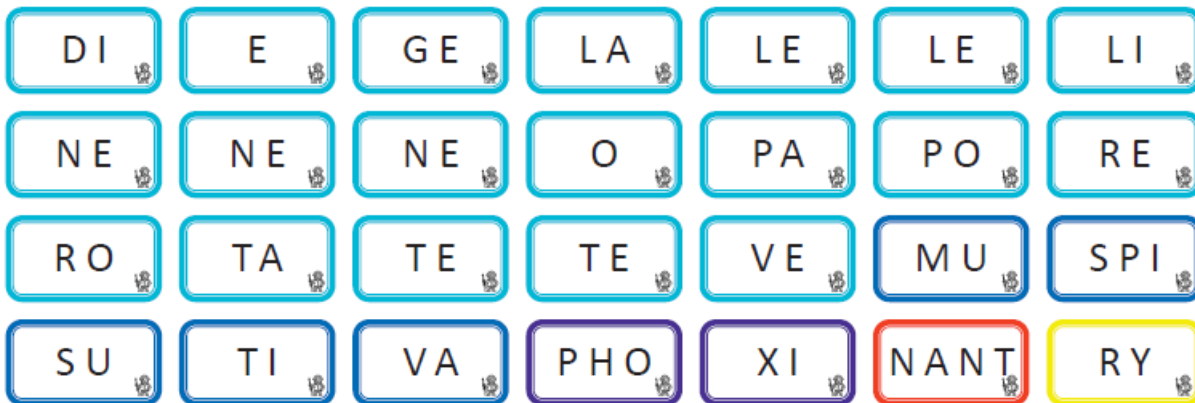 DI E GE LA LE LE LI
NE NE NE O PA PO RE
RO TA TE TE VE MU SPI
SU TI VA PHO XI NANT RY